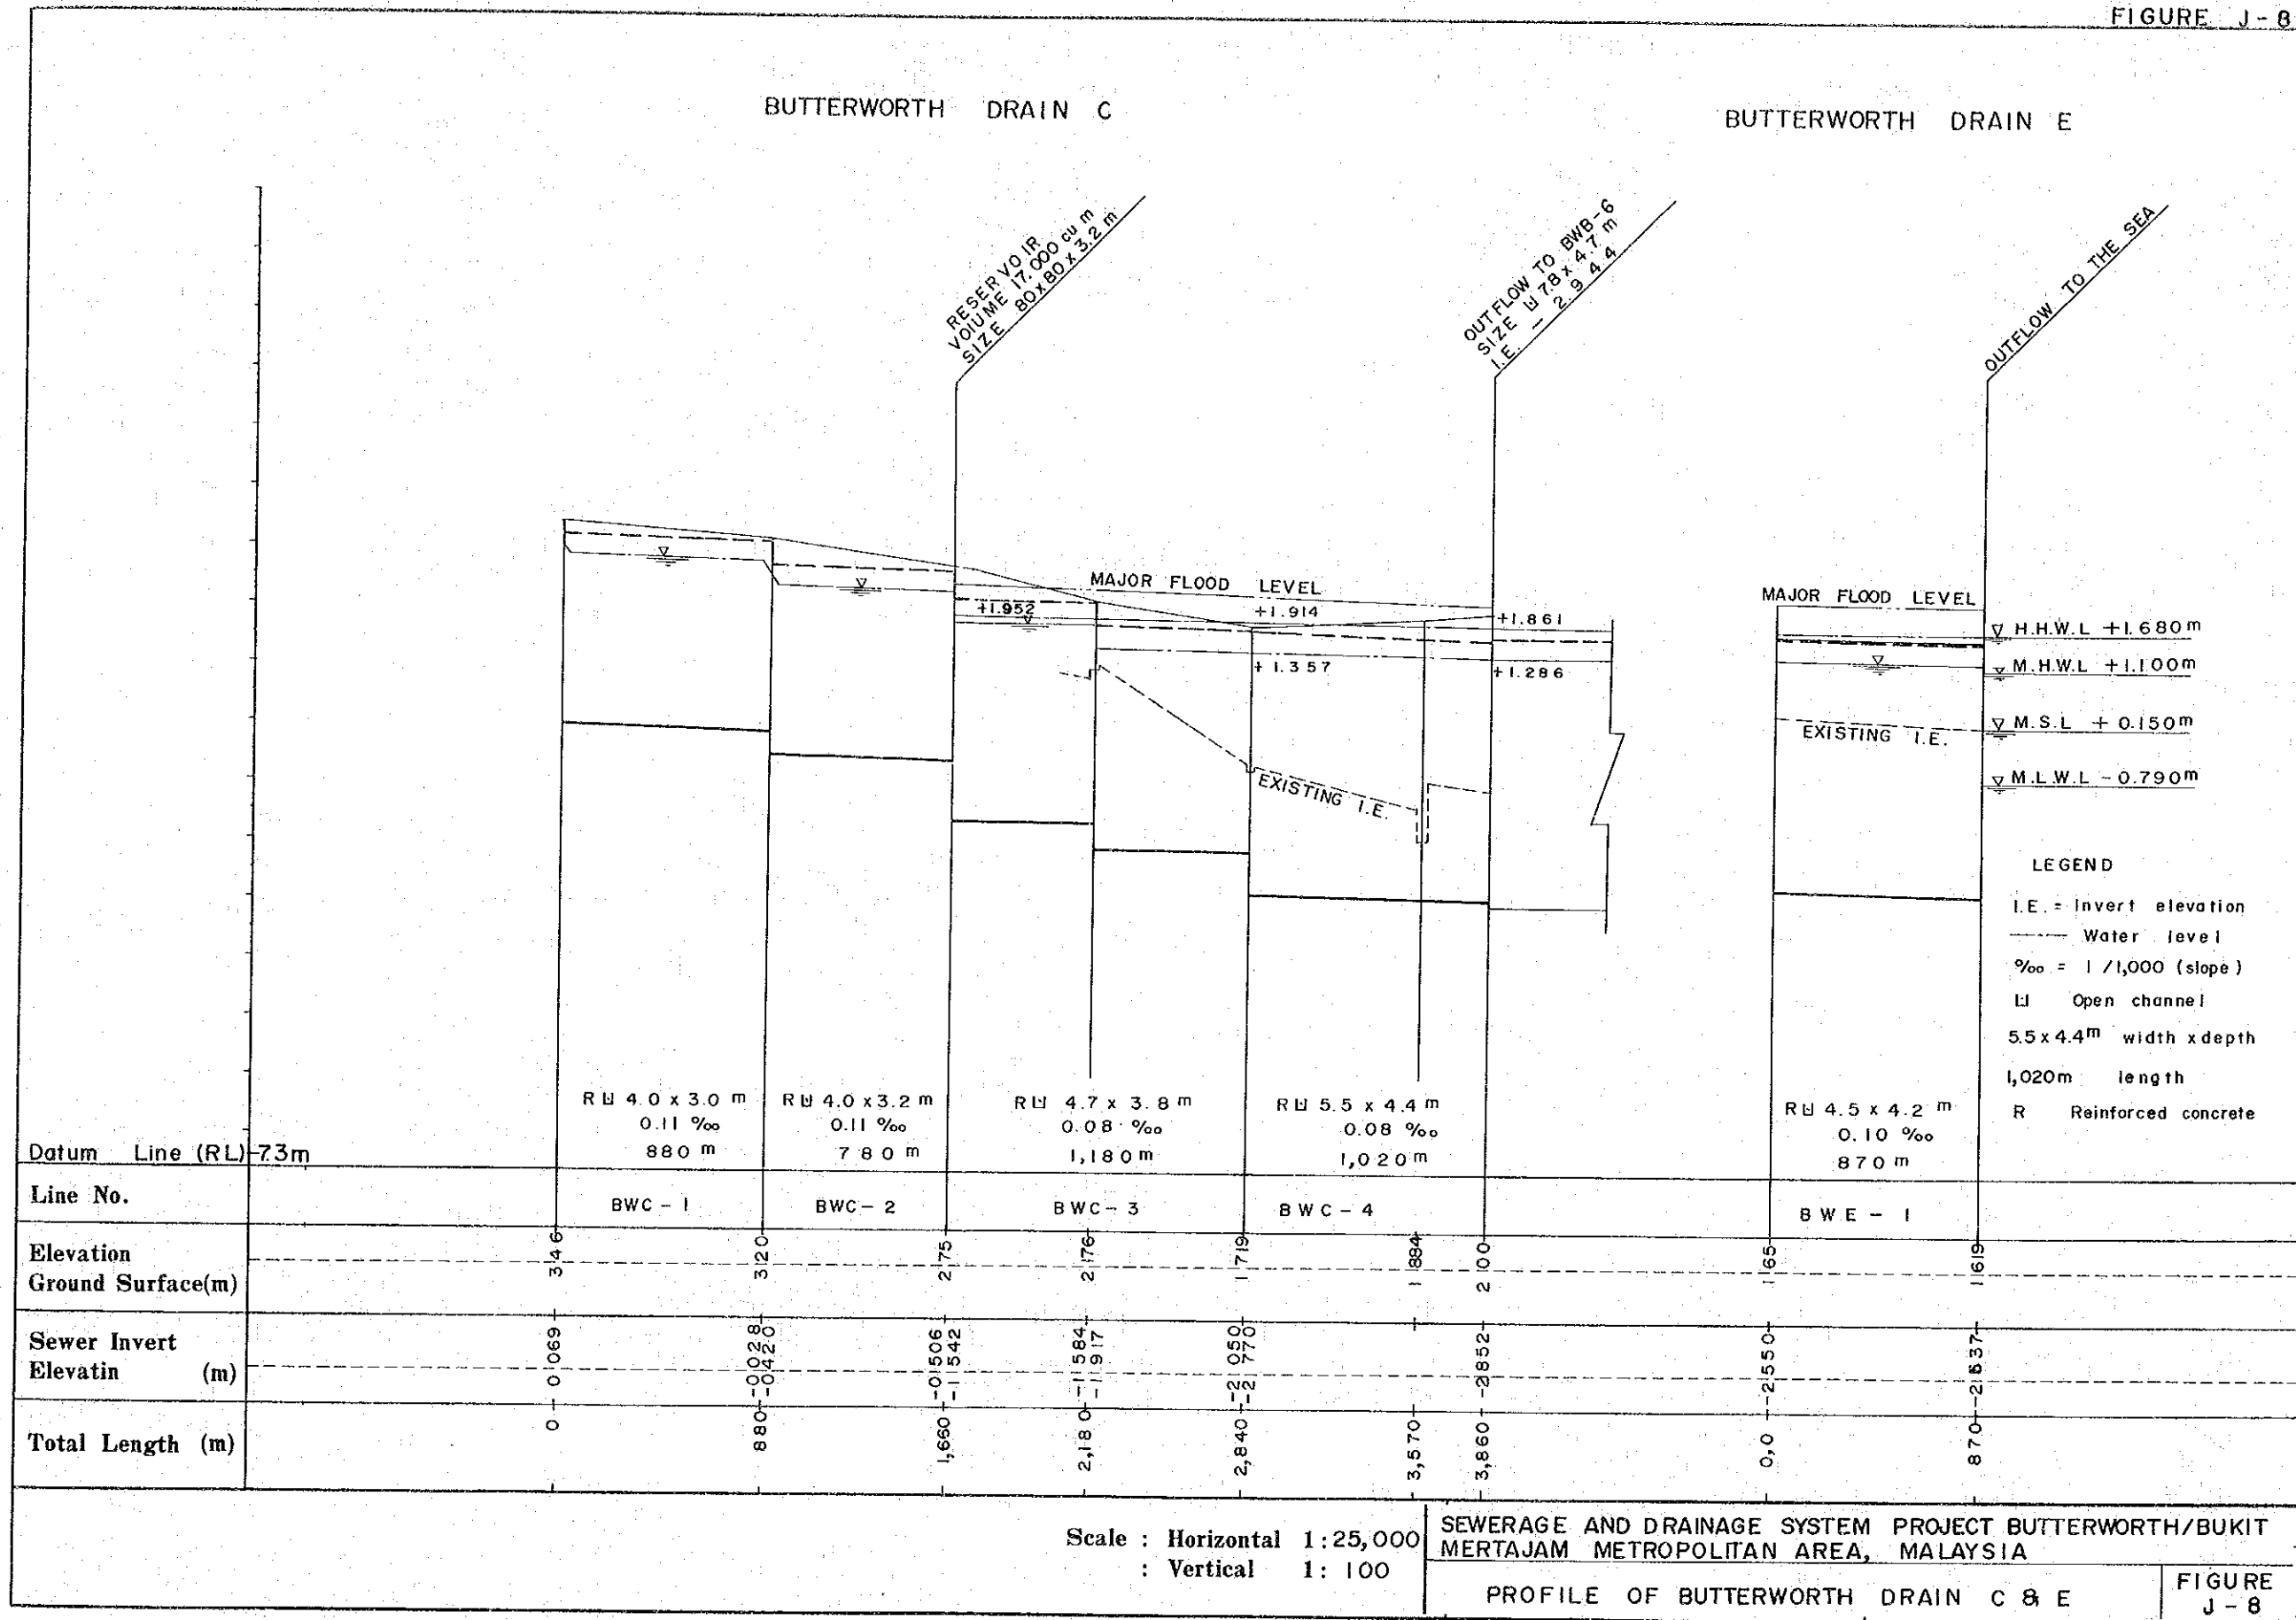 FIGURE J-8
BUTTERWORTH DRAIN C
BUTTERWORTH DRAIN E
RESERVOIR
VOIUME 17.000 cu m
SIZE 80x80x3.2 m
OUTFLOW TO BWB-6
SIZE 7.8x4.7 m
I.E. - 2.944
OUTFLOW TO THE SEA
MAJOR FLOOD LEVEL
+1.952
+1.914
+1.861
+1.357
+1.286
EXISTING I.E.
MAJOR FLOOD LEVEL
EXISTING I.E.
H.H.W.L +1.680m
M.H.W.L +1.100m
M.S.L + 0.150m
M.L.W.L - 0.790m
LEGEND
I.E. = Invert elevation
Water level
‰ = 1/1,000 (slope)
Open channel
5.5x4.4m width x depth
1,020m length
R Reinforced concrete
R 4.0 x 3.0 m
0.11 ‰
880 m
R 4.0 x 3.2 m
0.11 ‰
780 m
R 4.7 x 3.8 m
0.08 ‰
1,180 m
R 5.5 x 4.4 m
0.08 ‰
1,020 m
R 4.5 x 4.2 m
0.10 ‰
870 m
Datum Line (RL)-7.3m
Line No.
BWC-1
BWC-2
BWC-3
BWC-4
BWE-1
Elevation
Ground Surface(m)
3.46
3.120
2.75
2.176
1.719
1.884
2.100
1.65
1.619
Sewer Invert
Elevatin (m)
0.069
-0.028
-0.420
-0.506
-1.542
-1.584
-1.917
-2.050
-2.770
-2.852
-2.550
-2.637
Total Length (m)
0
880
1,660
2,180
2,840
3,570
3,860
0,0
870
Scale : Horizontal 1:25,000
: Vertical 1: 100
SEWERAGE AND DRAINAGE SYSTEM PROJECT BUTTERWORTH/BUKIT
MERTAJAM METROPOLITAN AREA, MALAYSIA
PROFILE OF BUTTERWORTH DRAIN C & E
FIGURE
J-8